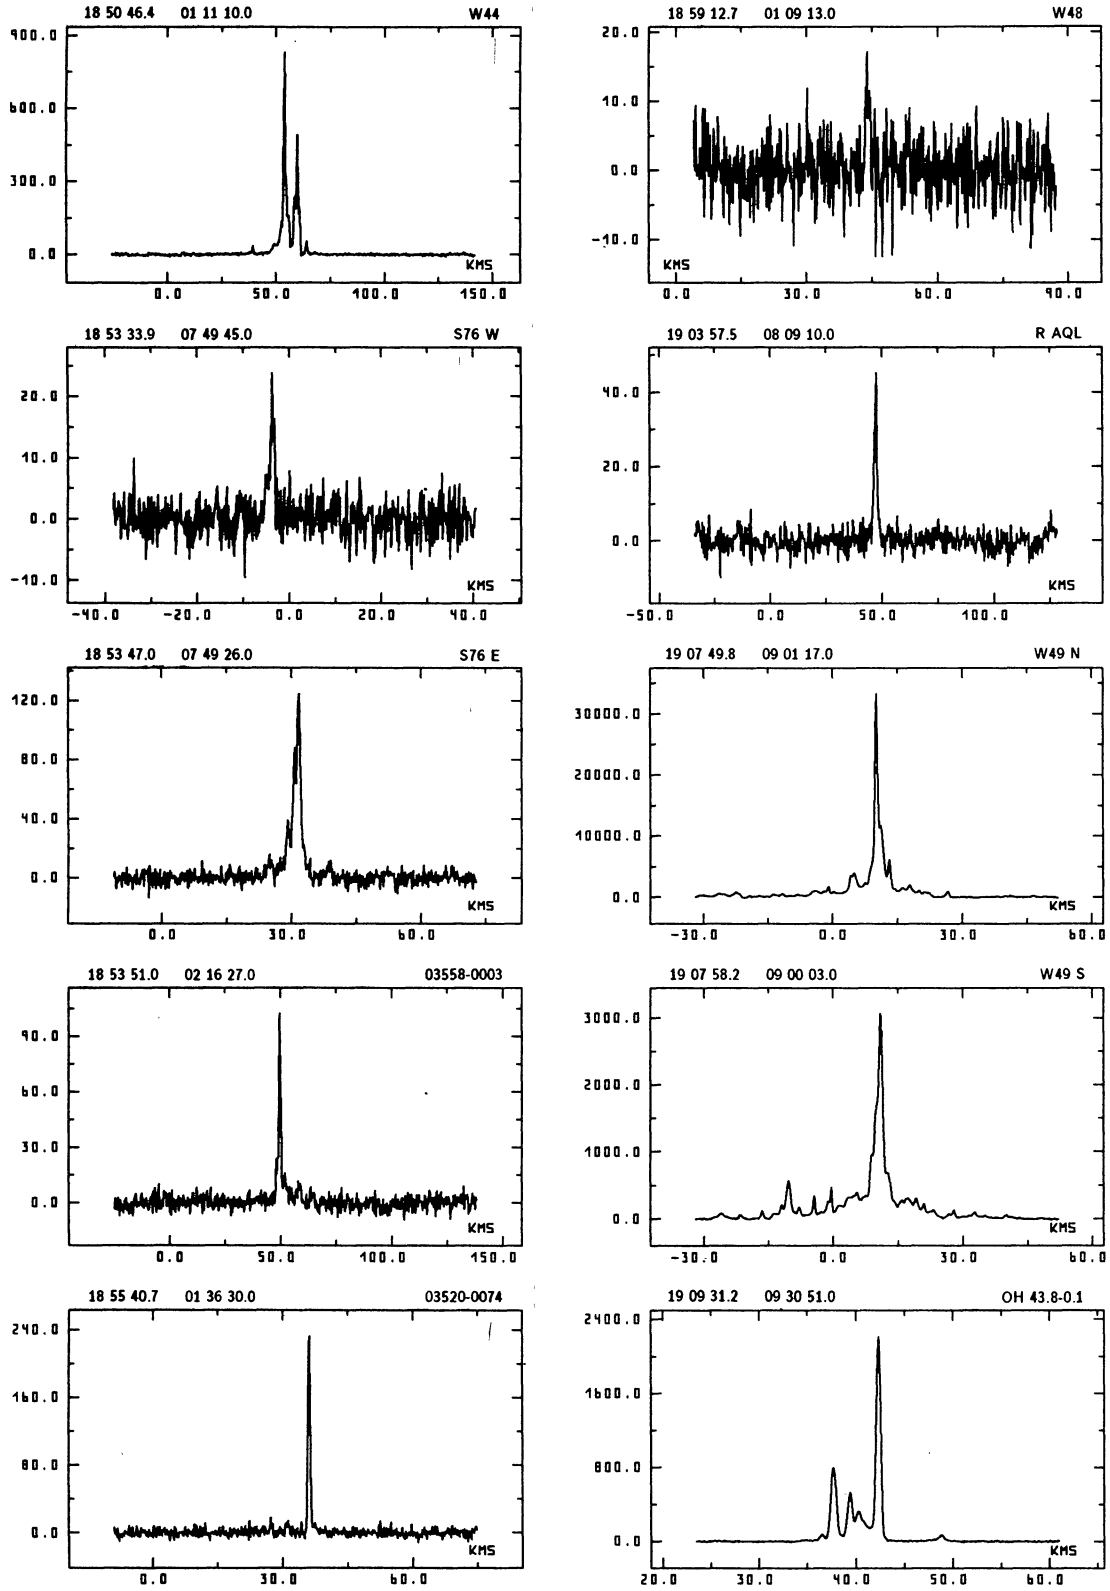 18 50 46.4 01 11 10.0 W44
900.0
600.0
300.0
0.0
KMS
0.0 50.0 100.0 150.0
18 59 12.7 01 09 13.0 W48
20.0
10.0
0.0
-10.0
KMS
0.0 30.0 60.0 90.0
18 53 33.9 07 49 45.0 S76 W
20.0
10.0
0.0
-10.0
KMS
-40.0 -20.0 0.0 20.0 40.0
19 03 57.5 08 09 10.0 R AQL
40.0
20.0
0.0
KMS
-50.0 0.0 50.0 100.0
18 53 47.0 07 49 26.0 S76 E
120.0
80.0
40.0
0.0
KMS
0.0 30.0 60.0
19 07 49.8 09 01 17.0 W49 N
30000.0
20000.0
10000.0
0.0
KMS
-30.0 0.0 30.0 60.0
18 53 51.0 02 16 27.0 03558-0003
90.0
60.0
30.0
0.0
KMS
0.0 50.0 100.0 150.0
19 07 58.2 09 00 03.0 W49 S
3000.0
2000.0
1000.0
0.0
KMS
-30.0 0.0 30.0 60.0
18 55 40.7 01 36 30.0 03520-0074
240.0
160.0
80.0
0.0
KMS
0.0 30.0 60.0
19 09 31.2 09 30 51.0 OH 43.8-0.1
2400.0
1600.0
800.0
0.0
KMS
20.0 30.0 40.0 50.0 60.0